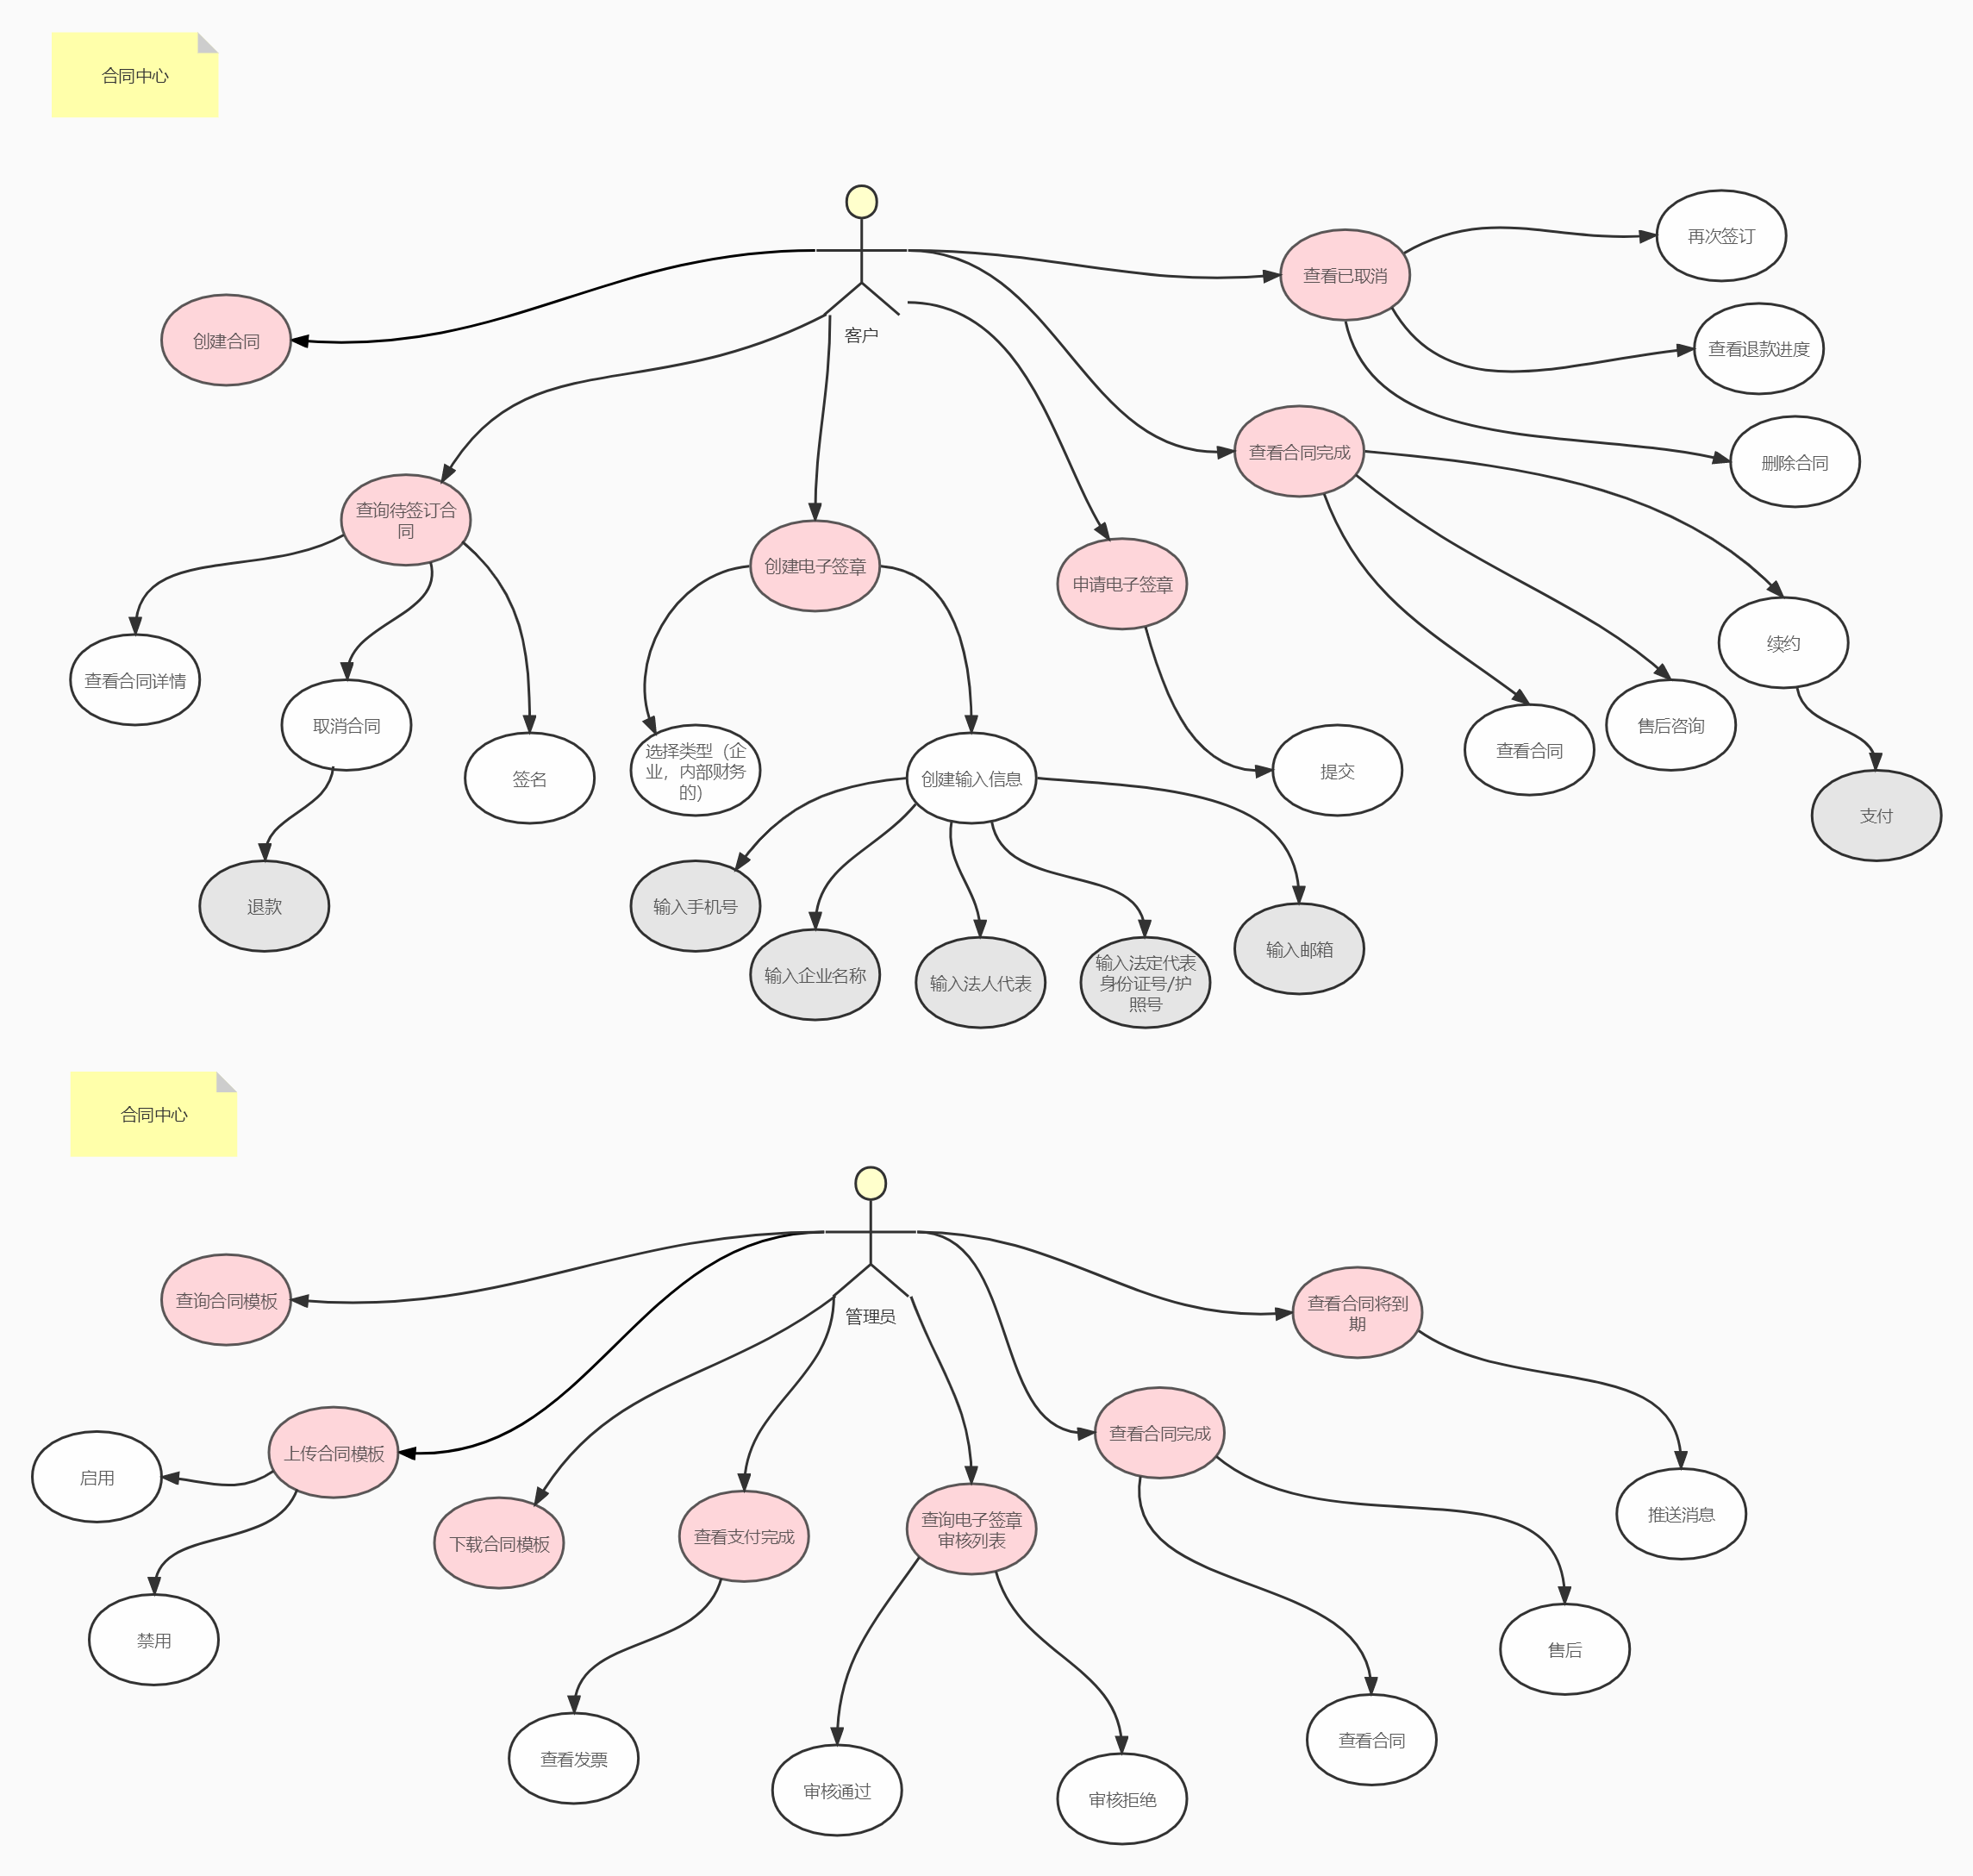 合同中心
客户
创建合同
查看已取消
再次签订
查看退款进度
删除合同
查看合同完成
查询待签订合
同
创建电子签章
申请电子签章
续约
查看合同详情
取消合同
签名
选择类型（企
业，内部财务
的）
创建输入信息
提交
查看合同
售后咨询
支付
退款
输入手机号
输入企业名称
输入法人代表
输入法定代表
身份证号/护
照号
输入邮箱
合同中心
管理员
查询合同模板
查看合同将到
期
上传合同模板
启用
禁用
下载合同模板
查看支付完成
查询电子签章
审核列表
查看合同完成
推送消息
售后
查看合同
查看发票
审核通过
审核拒绝